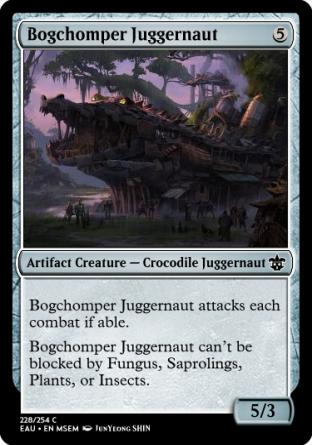 Bogchomper Juggernaut 5
Artifact Creature — Crocodile Juggernaut
Bogchomper Juggernaut attacks each
combat if able.
Bogchomper Juggernaut can't be
blocked by Fungus, Saprolings,
Plants, or Insects.
5/3
228/254 C
EAU • EN MSEM JUNYEONG SHIN